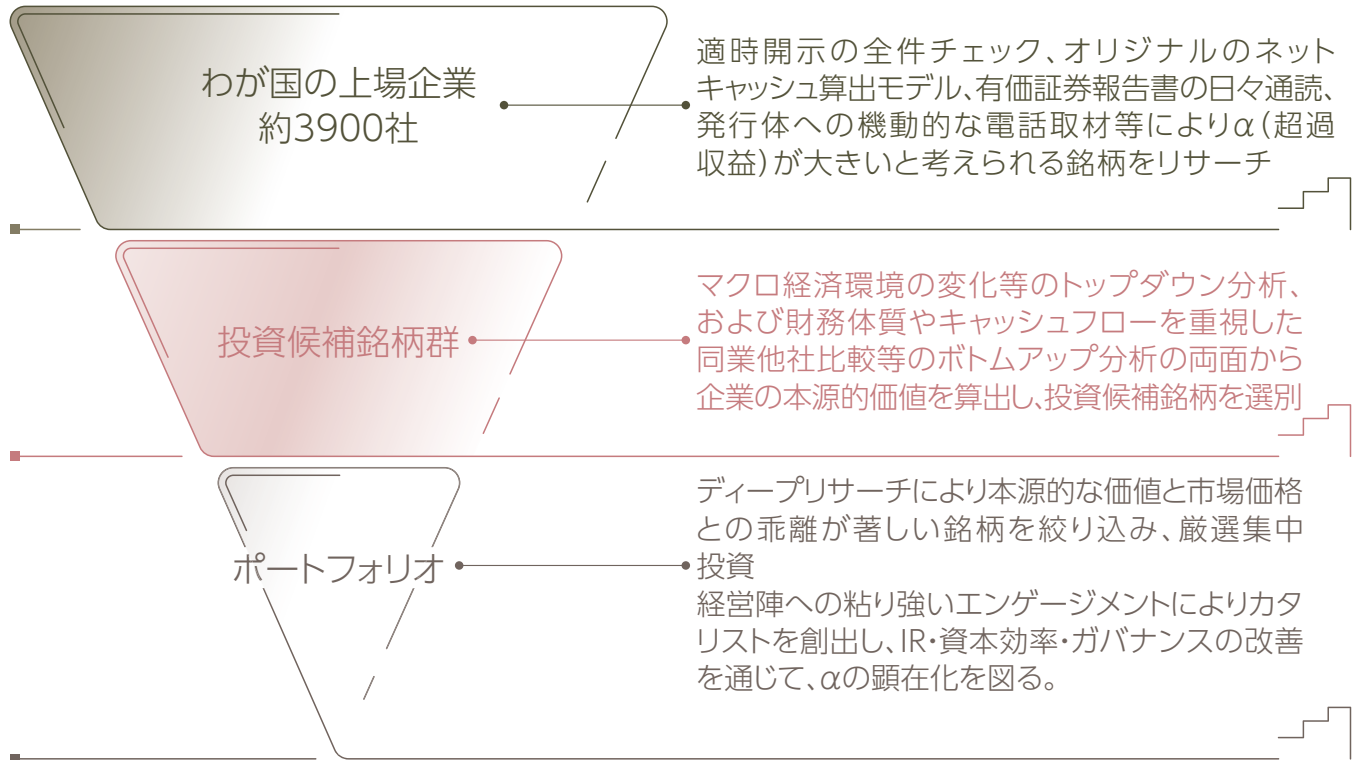 わが国の上場企業
約3900社
適時開示の全件チェック、オリジナルのネット
キャッシュ算出モデル、有価証券報告書の日々通読、
発行体への機動的な電話取材等によりα(超過
収益)が大きいと考えられる銘柄をリサーチ
投資候補銘柄群
マクロ経済環境の変化等のトップダウン分析、
および財務体質やキャッシュフローを重視した
同業他社比較等のボトムアップ分析の両面から
企業の本源的価値を算出し、投資候補銘柄を選別
ポートフォリオ
ディープリサーチにより本源的な価値と市場価格
との乖離が著しい銘柄を絞り込み、厳選集中
投資
経営陣への粘り強いエンゲージメントによりカタ
リストを創出し、IR・資本効率・ガバナンスの改善
を通じて、αの顕在化を図る。